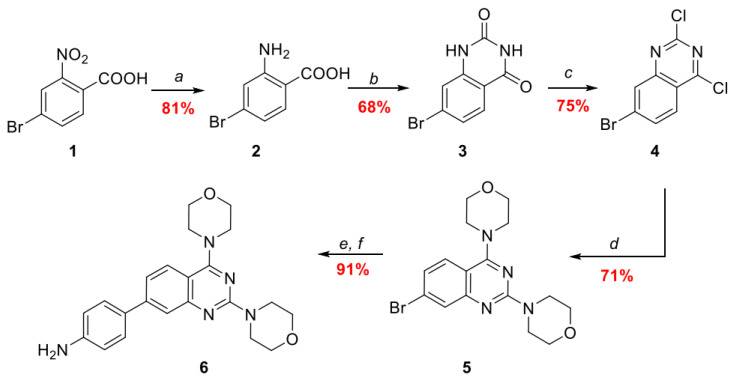 NO₂
COOH
Br
1
a
81%
NH₂
COOH
Br
2
b
68%
O
HN
NH
O
Br
3
c
75%
Cl
N
N
Cl
Br
4
d
71%
O
N
N
N
N
O
Br
5
e, f
91%
O
N
N
N
N
O
H₂N
6